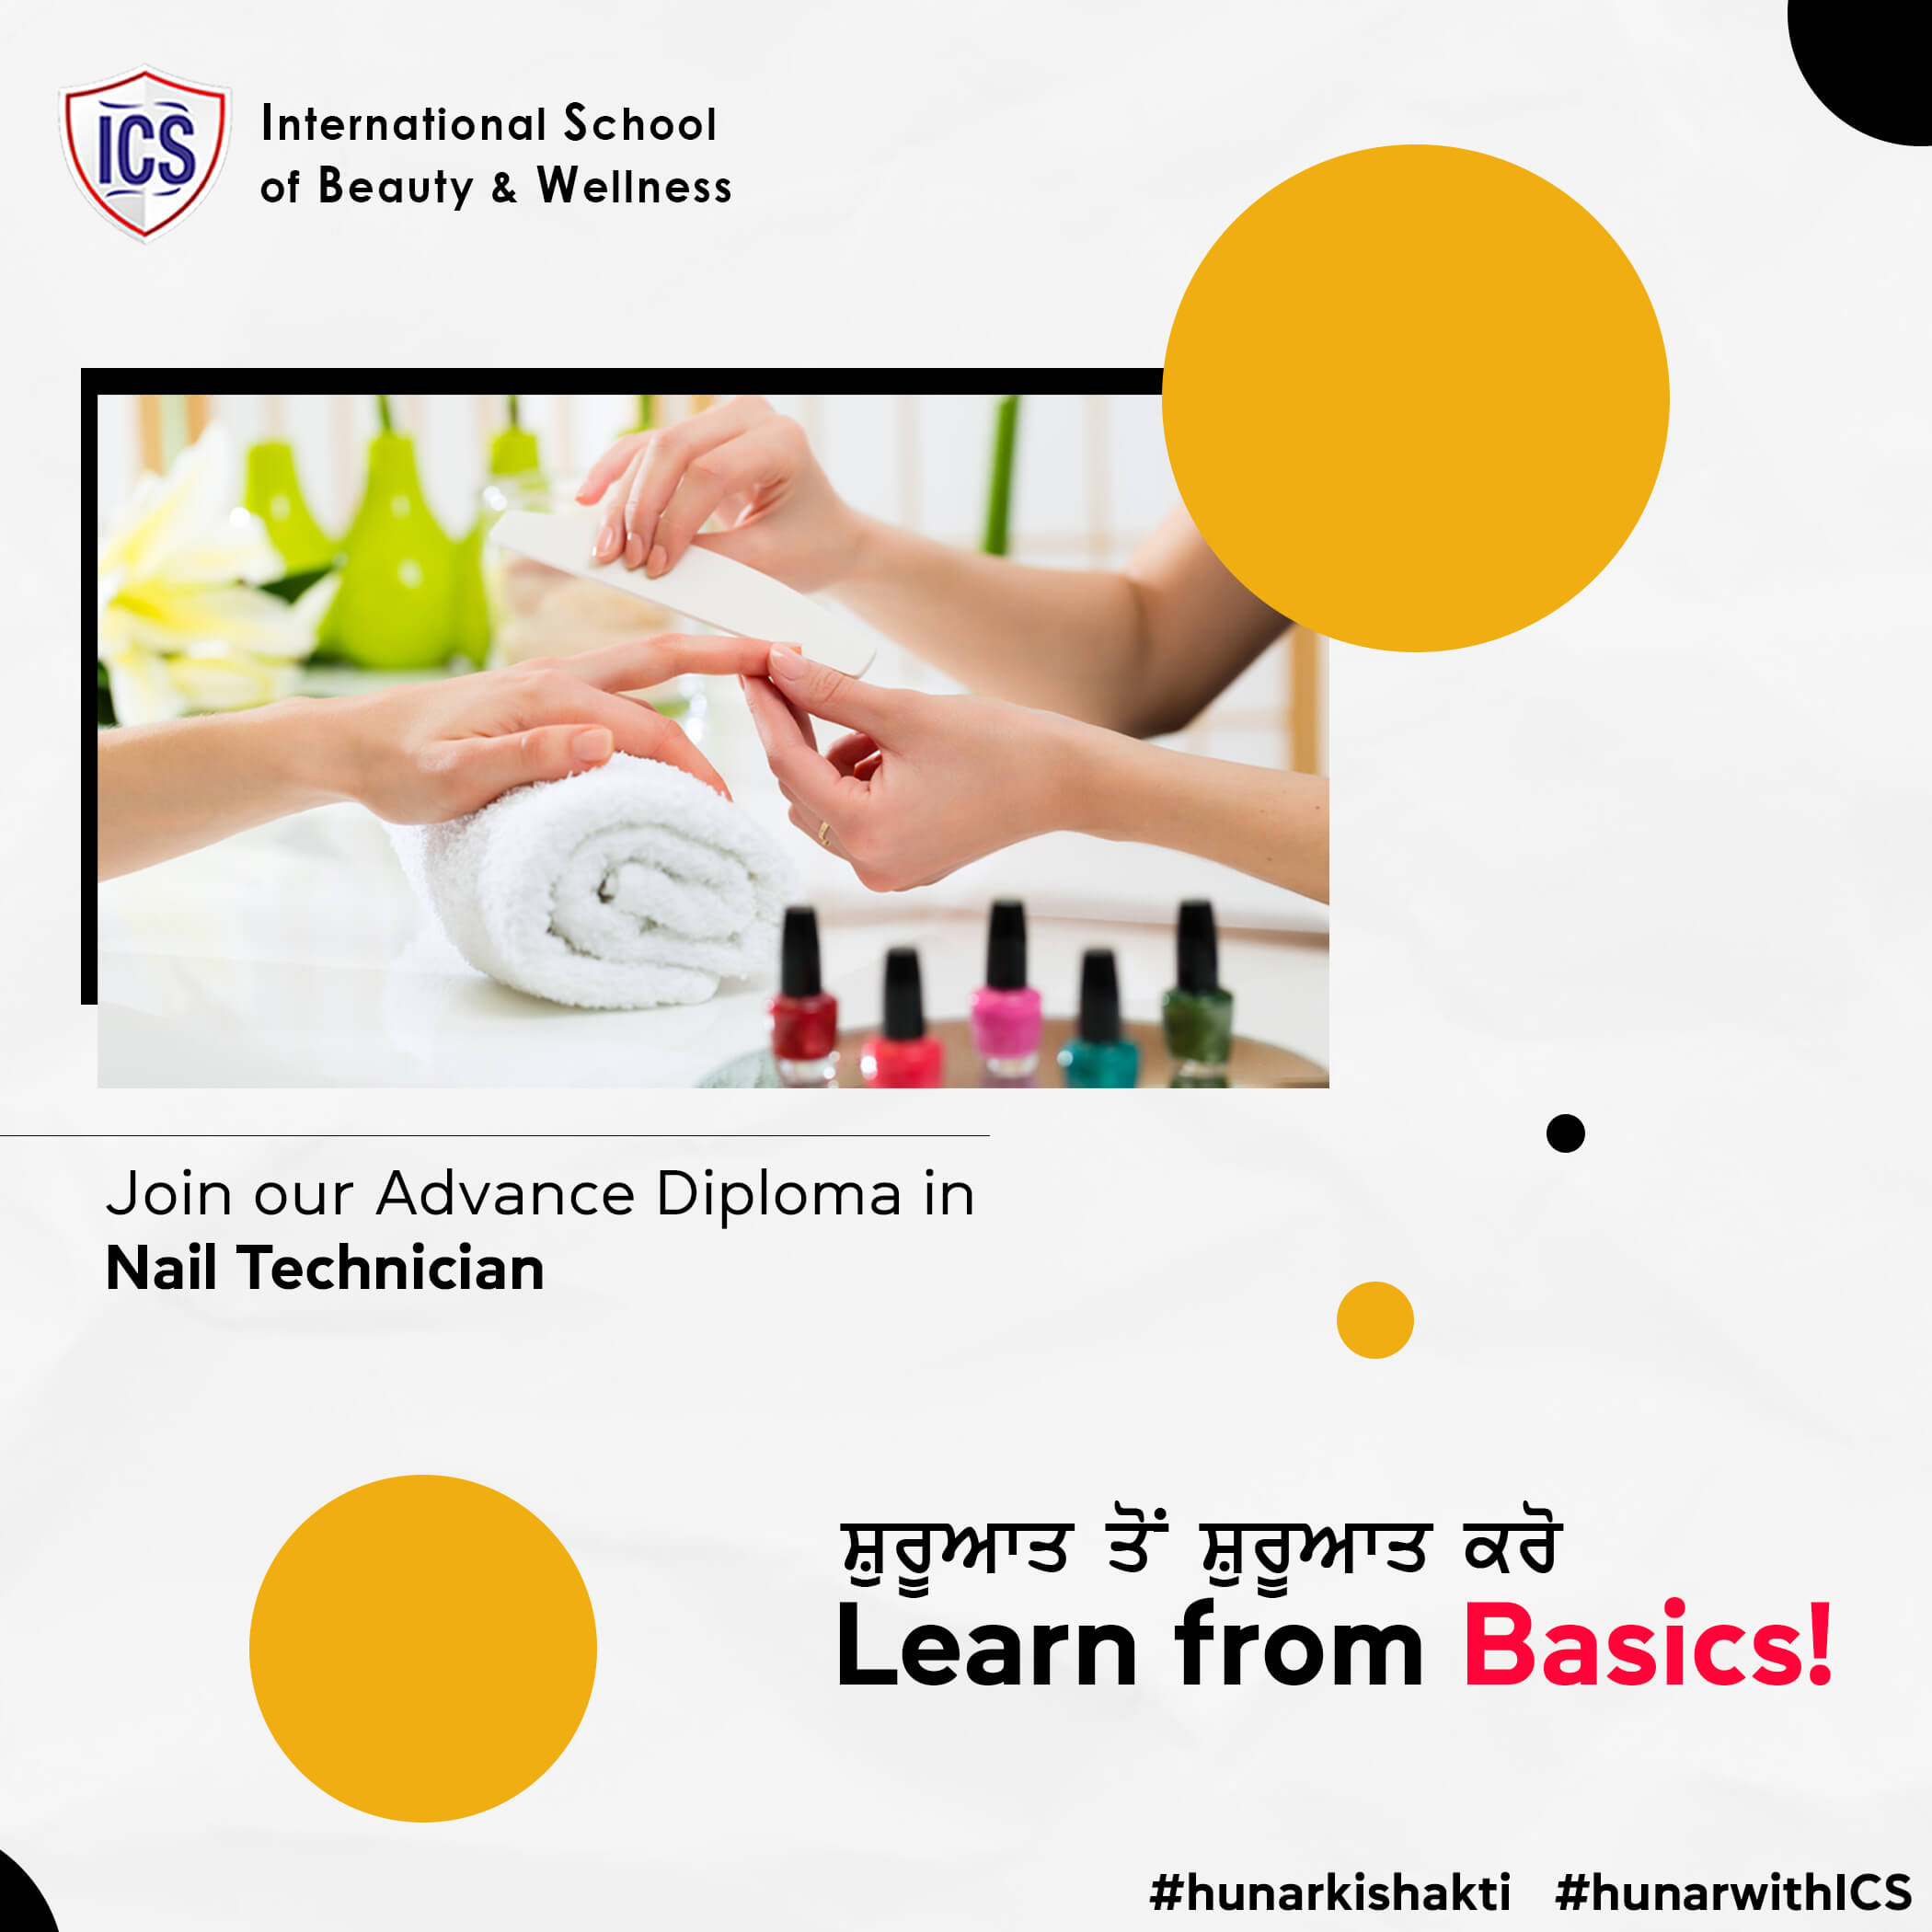 ICS
International School
of Beauty & Wellness
Join our Advance Diploma in
Nail Technician
ਸ਼ੁਰੂਆਤ ਤੋਂ ਸ਼ੁਰੂਆਤ ਕਰੋ
Learn from Basics!
#hunarkishakti #hunarwithICS